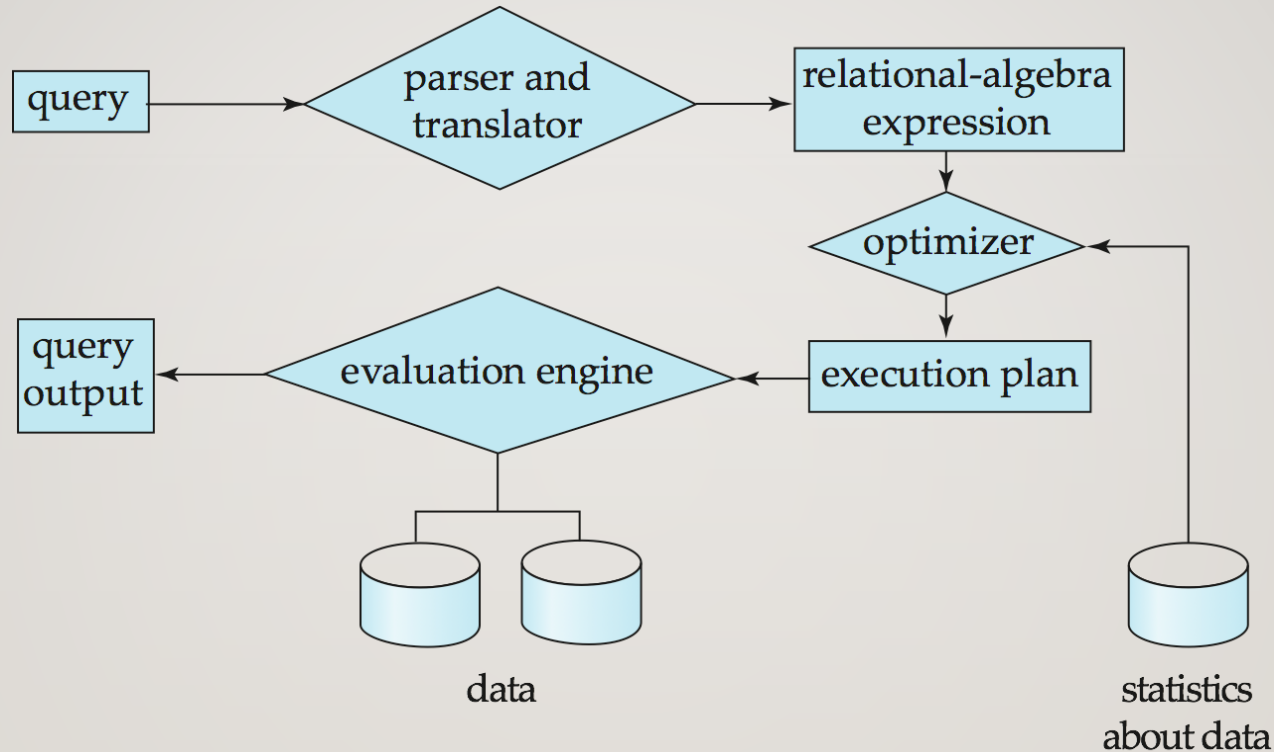 query
parser and
translator
relational-algebra
expression
optimizer
query
output
evaluation engine
execution plan
data
statistics
about data